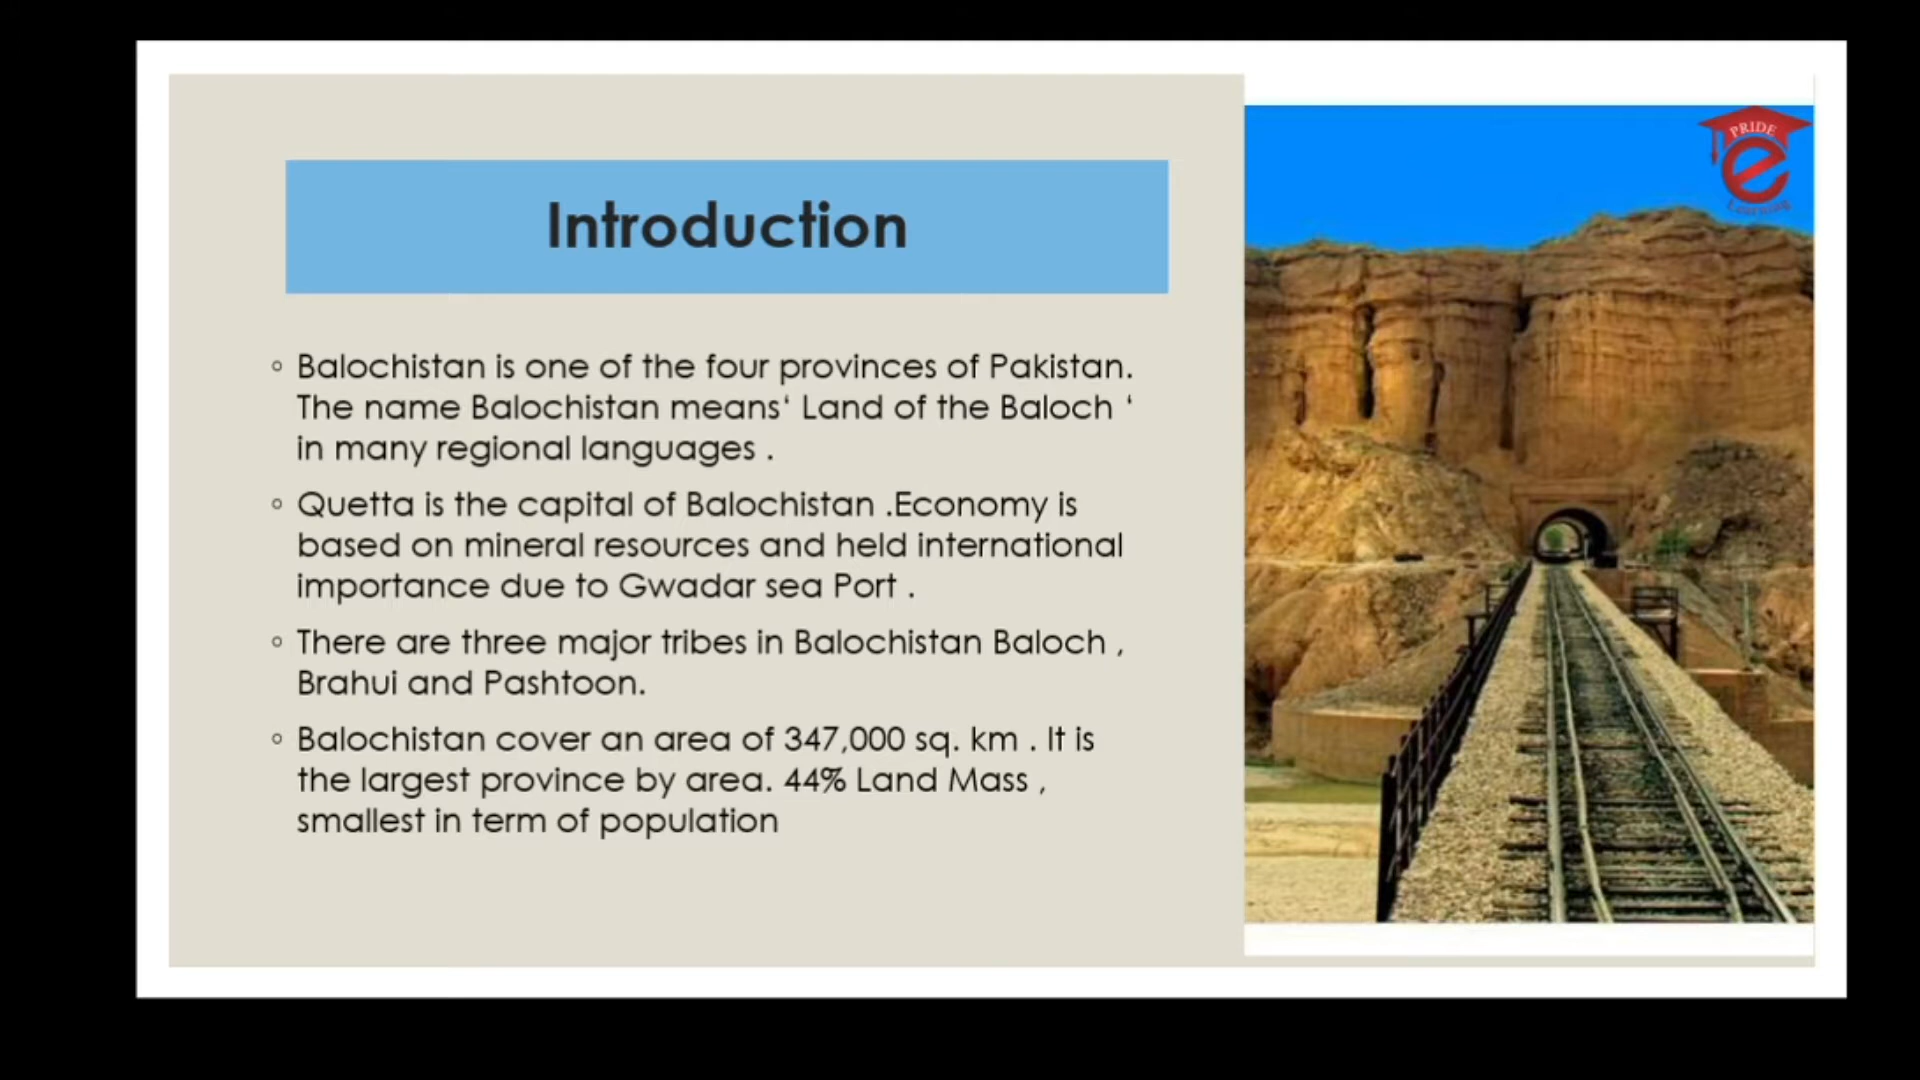 PRIDE
e
Learning
Introduction
◦ Balochistan is one of the four provinces of Pakistan.
The name Balochistan means‘ Land of the Baloch ‘
in many regional languages .
◦ Quetta is the capital of Balochistan .Economy is
based on mineral resources and held international
importance due to Gwadar sea Port .
◦ There are three major tribes in Balochistan Baloch ,
Brahui and Pashtoon.
◦ Balochistan cover an area of 347,000 sq. km . It is
the largest province by area. 44% Land Mass ,
smallest in term of population